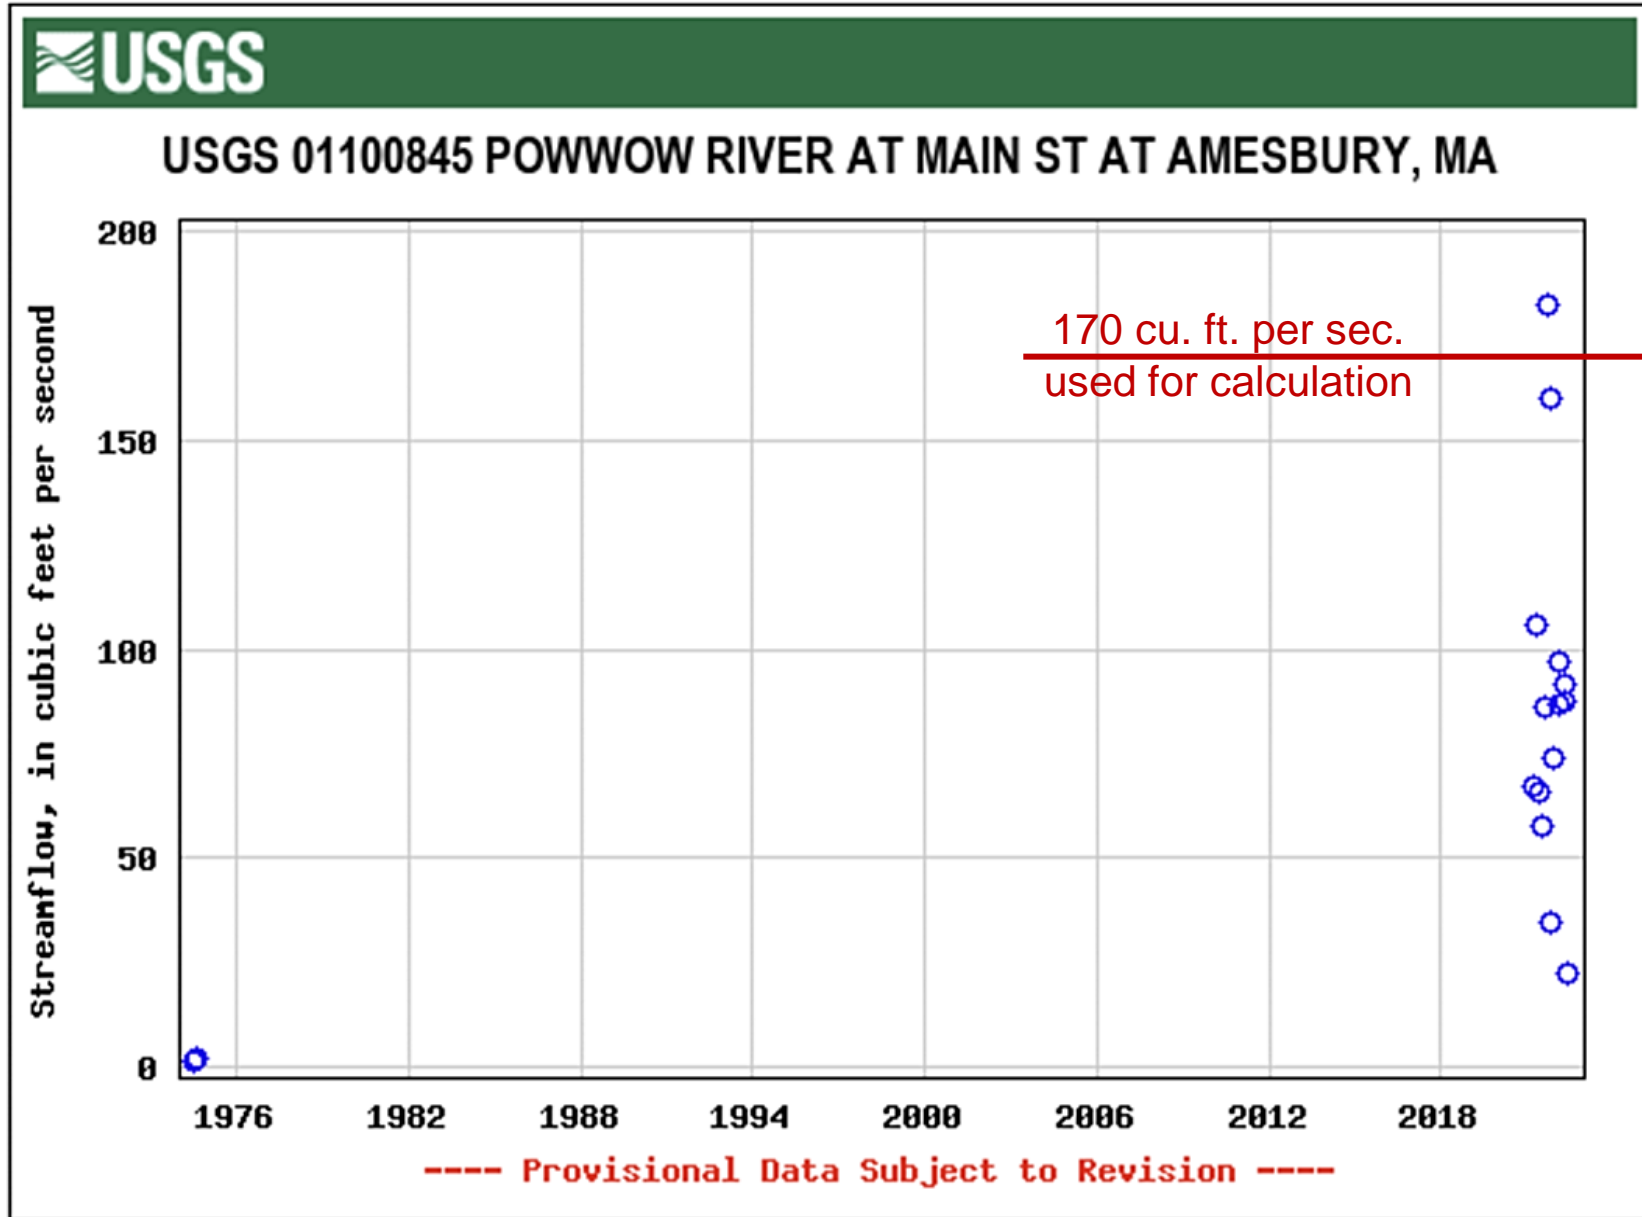 USGS
USGS 01100845 POWWOW RIVER AT MAIN ST AT AMESBURY, MA
Streamflow, in cubic feet per second
200
150
100
50
0
170 cu. ft. per sec.
used for calculation
1976 1982 1988 1994 2000 2006 2012 2018
---- Provisional Data Subject to Revision ----